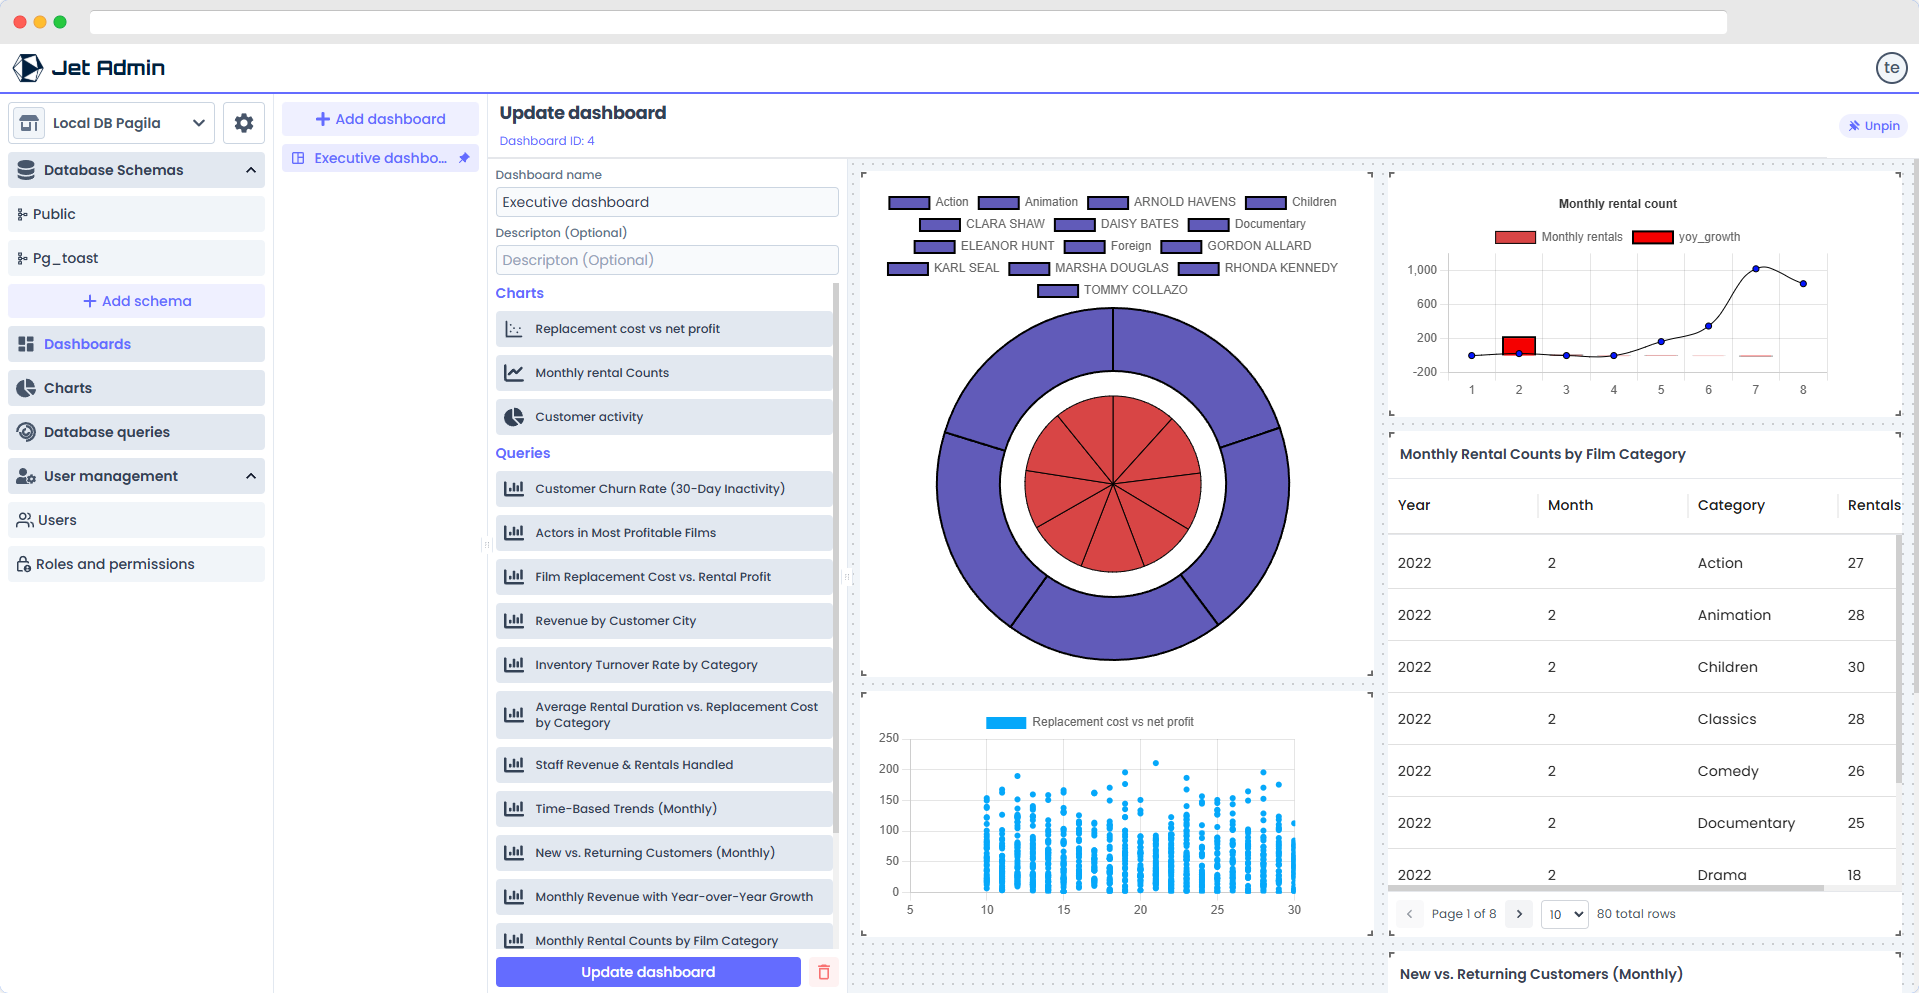 Jet Admin
te
Local DB Pagila
Database Schemas
Public
Pg_toast
Add schema
Dashboards
Charts
Database queries
User management
Users
Roles and permissions
Add dashboard
Executive dashbo...
Update dashboard
Dashboard ID: 4
Unpin
Dashboard name
Executive dashboard
Descripton (Optional)
Descripton (Optional)
Charts
Replacement cost vs net profit
Monthly rental Counts
Customer activity
Queries
Customer Churn Rate (30-Day Inactivity)
Actors in Most Profitable Films
Film Replacement Cost vs. Rental Profit
Revenue by Customer City
Inventory Turnover Rate by Category
Average Rental Duration vs. Replacement Cost
by Category
Staff Revenue & Rentals Handled
Time-Based Trends (Monthly)
New vs. Returning Customers (Monthly)
Monthly Revenue with Year-over-Year Growth
Monthly Rental Counts by Film Category
Update dashboard
Action Animation ARNOLD HAVENS Children
CLARA SHAW DAISY BATES Documentary
ELEANOR HUNT Foreign GORDON ALLARD
KARL SEAL MARSHA DOUGLAS RHONDA KENNEDY
TOMMY COLLAZO
Replacement cost vs net profit
250
200
150
100
50
0
5 10 15 20 25 30
Monthly rental count
Monthly rentals yoy_growth
1,000
600
200
-200
1 2 3 4 5 6 7 8
Monthly Rental Counts by Film Category
Year Month Category Rentals
2022 2 Action 27
2022 2 Animation 28
2022 2 Children 30
2022 2 Classics 28
2022 2 Comedy 26
2022 2 Documentary 25
2022 2 Drama 18
Page 1 of 8 10 80 total rows
New vs. Returning Customers (Monthly)